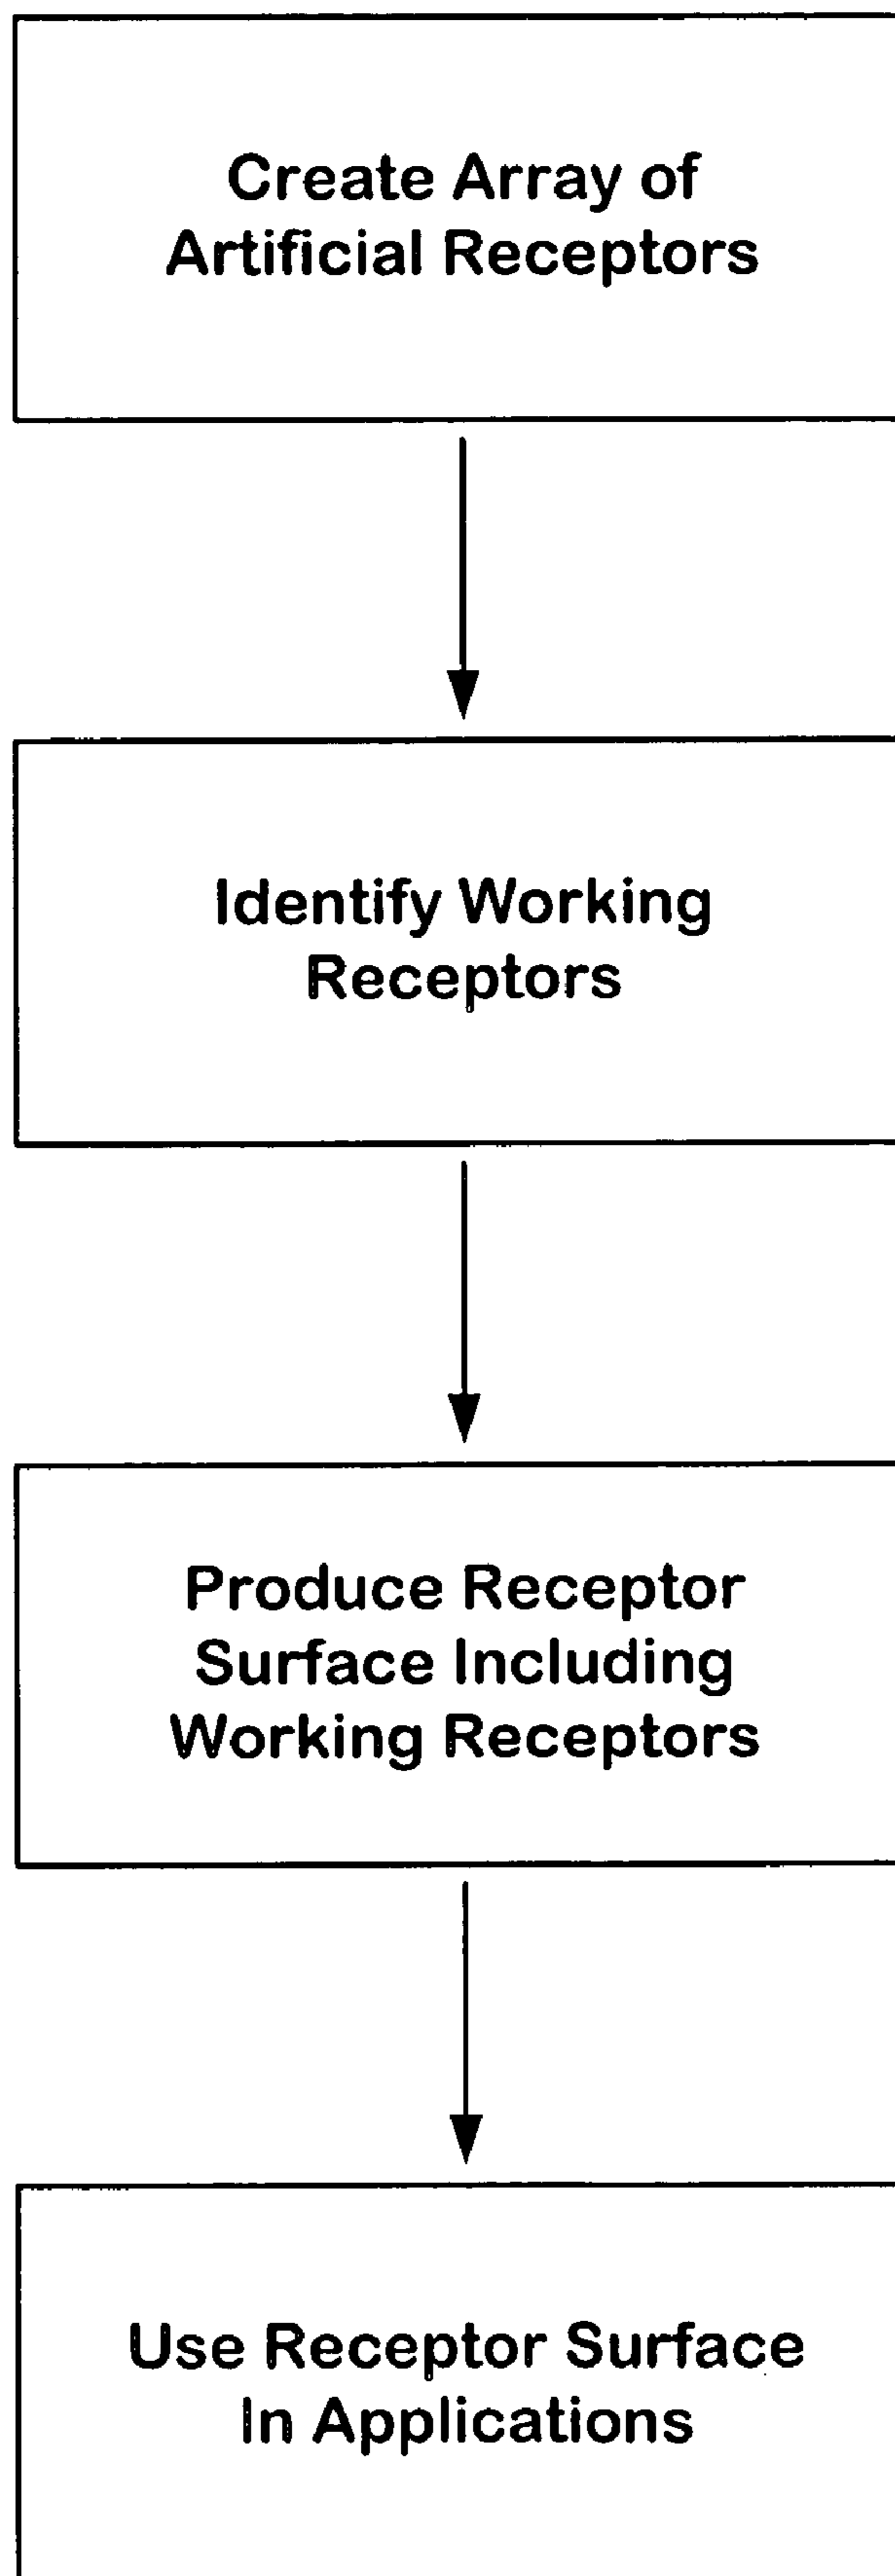 Create Array of
Artificial Receptors
Identify Working
Receptors
Produce Receptor
Surface Including
Working Receptors
Use Receptor Surface
In Applications